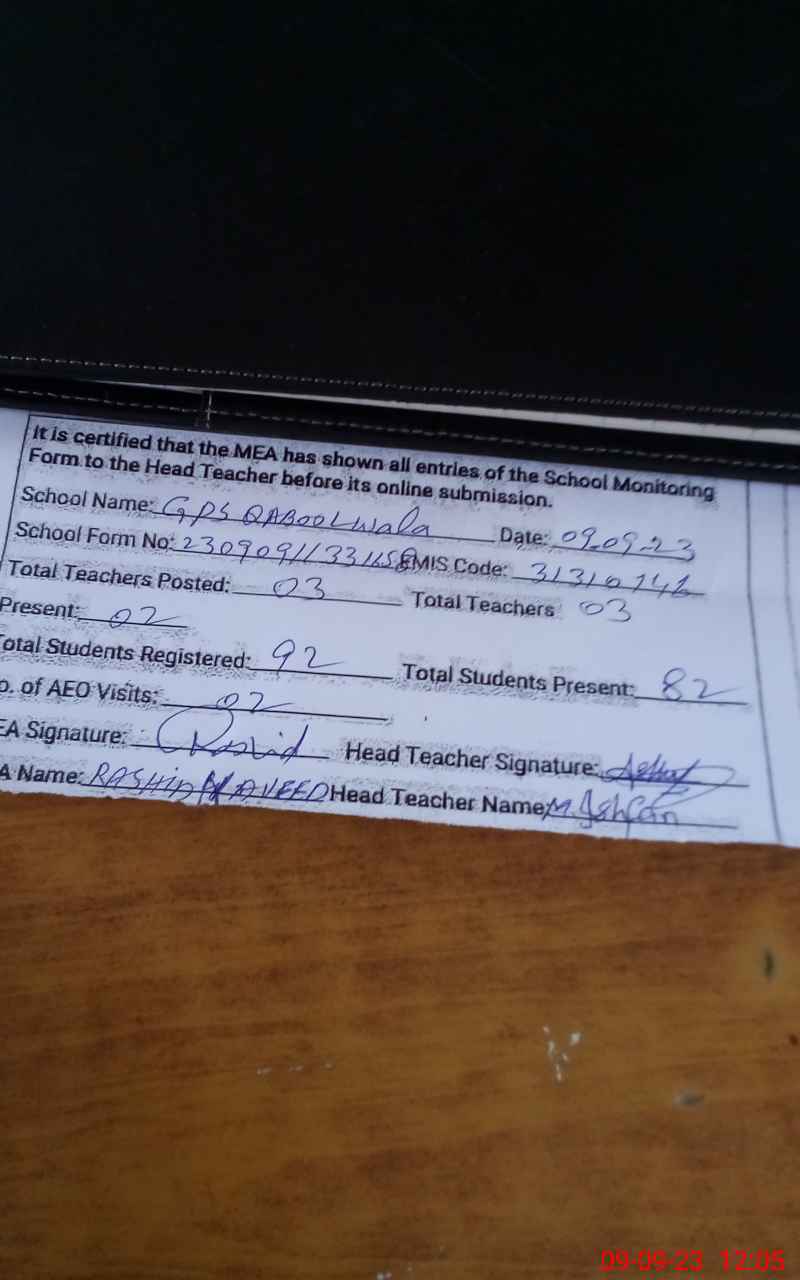 It is certified that the MEA has shown all entries of the School Monitoring
Form to the Head Teacher before its online submission.
School Name: GPS QABOOLWala Date: 09-09-23
School Form No: EMIS Code:
Total Teachers Posted: 03 Total Teachers 03
Present: 02
otal Students Registered: 92 Total Students Present: 82
o. of AEO Visits: 02
EA Signature: Rashid Head Teacher Signature:
A Name: RASHID NAVEED Head Teacher Name: M.
09-09-23 12:05